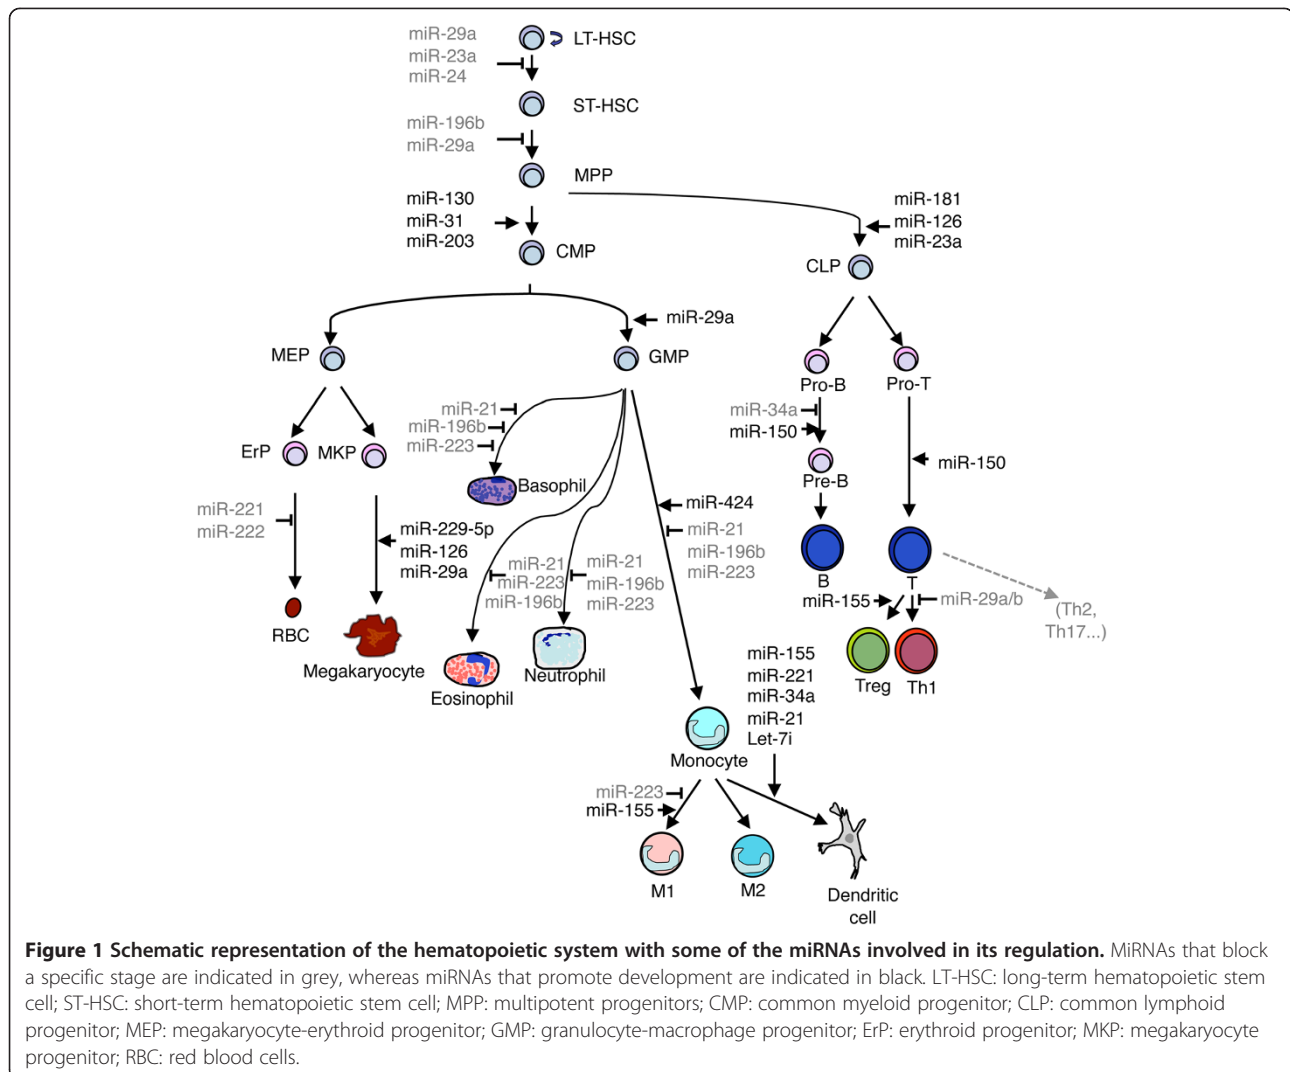 miR-29a
miR-23a
miR-24
LT-HSC
ST-HSC
miR-196b
miR-29a
MPP
miR-130
miR-31
miR-203
CMP
miR-181
miR-126
miR-23a
CLP
miR-29a
MEP
GMP
Pro-B
Pro-T
miR-21
miR-196b
miR-223
miR-34a
miR-150
ErP
MKP
Basophil
Pre-B
miR-150
miR-221
miR-222
miR-229-5p
miR-126
miR-29a
miR-424
miR-21
miR-196b
miR-223
miR-21
miR-223
miR-196b
miR-21
miR-196b
miR-223
B
T
miR-155
miR-29a/b
(Th2,
Th17...)
RBC
Megakaryocyte
Eosinophil
Neutrophil
Treg
Th1
miR-155
miR-221
miR-34a
miR-21
Let-7i
Monocyte
miR-223
miR-155
M1
M2
Dendritic
cell
Figure 1 Schematic representation of the hematopoietic system with some of the miRNAs involved in its regulation. MiRNAs that block
a specific stage are indicated in grey, whereas miRNAs that promote development are indicated in black. LT-HSC: long-term hematopoietic stem
cell; ST-HSC: short-term hematopoietic stem cell; MPP: multipotent progenitors; CMP: common myeloid progenitor; CLP: common lymphoid
progenitor; MEP: megakaryocyte-erythroid progenitor; GMP: granulocyte-macrophage progenitor; ErP: erythroid progenitor; MKP: megakaryocyte
progenitor; RBC: red blood cells.